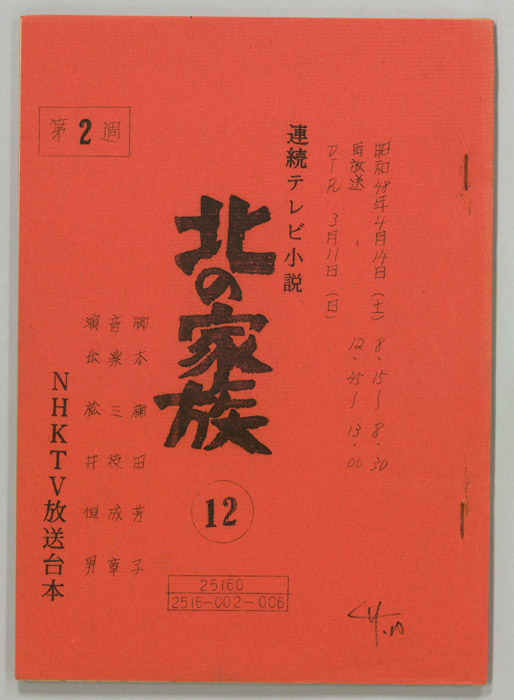 昭和48年4月14日（土）8.15〜8.30
再放送 12.45〜13.00
VTR 3月11日（日）
連続テレビ小説
北の家族
12
第2週
脚本 楠田芳子
音楽 三枝成章
演出 松井恒男
NHKTV放送台本
25160
2516-002-006